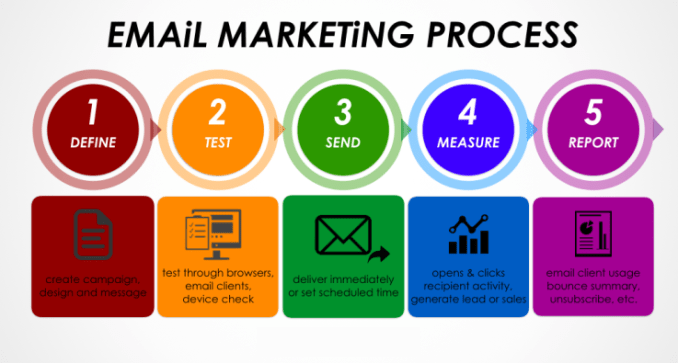 EMAiL MARKETiNG PROCESS
1
DEFINE
2
TEST
3
SEND
4
MEASURE
5
REPORT
create campaign,
design and message
test through browsers,
email clients,
device check
deliver immediately
or set scheduled time
opens & clicks
recipient activity,
generate lead or sales
email client usage
bounce summary,
unsubscribe, etc.